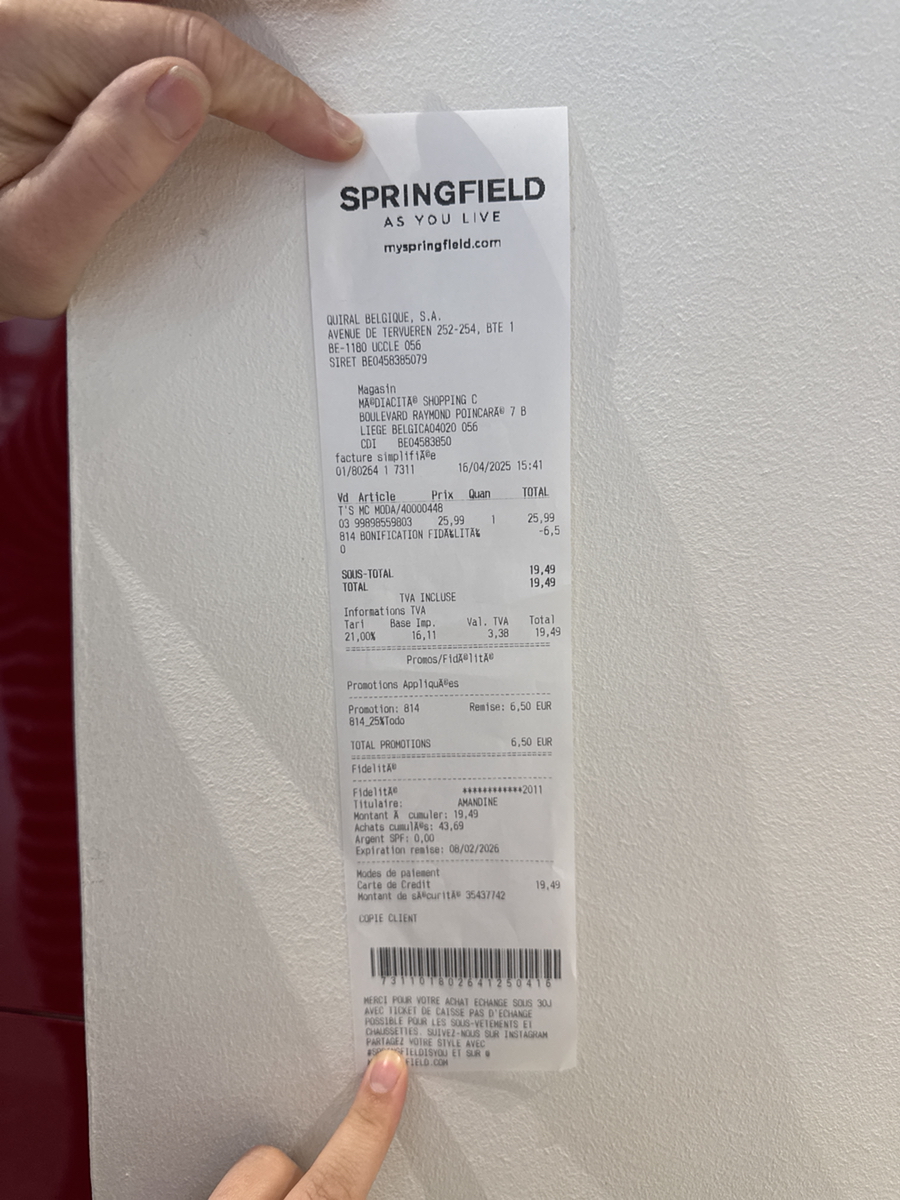 SPRINGFIELD
AS YOU LIVE
myspringfield.com
QUIRAL BELGIQUE, S.A.
AVENUE DE TERVUEREN 252-254, BTE 1
BE-1180 UCCLE 056
SIRET BE0458385079
Magasin
MÃ©DIACITÃ© SHOPPING C
BOULEVARD RAYMOND POINCARÃ© 7 B
LIEGE BELGICA04020 056
CDI BE04583850
facture simplifiÃ©e
01/80264 1 7311 16/04/2025 15:41
Vd Article Prix Quan TOTAL
T'S MC MODA/40000448
03 99898559803 25,99 1 25,99
814 BONIFICATION FIDÃ‰LITÃ‰ -6,5
0
SOUS-TOTAL 19,49
TOTAL 19,49
TVA INCLUSE
Informations TVA
Tari Base Imp. Val. TVA Total
21,00% 16,11 3,38 19,49
Promos/FidÃ©litÃ©
Promotions AppliquÃ©es
Promotion: 814 Remise: 6,50 EUR
814_25%Todo
TOTAL PROMOTIONS 6,50 EUR
FidelitÃ©
FidelitÃ© ************2011
Titulaire: AMANDINE
Montant Ã cumuler: 19,49
Achats cumulÃ©s: 43,69
Argent SPF: 0,00
Expiration remise: 08/02/2026
Modes de paiement
Carte de Credit 19,49
Montant de sÃ©curitÃ© 35437742
COPIE CLIENT
731101802641250416
MERCI POUR VOTRE ACHAT ECHANGE SOUS 30J
AVEC TICKET DE CAISSE PAS D'ECHANGE
POSSIBLE POUR LES SOUS-VETEMENTS ET
CHAUSSETTES. SUIVEZ-NOUS SUR INSTAGRAM
PARTAGEZ VOTRE STYLE AVEC
ET SUR @